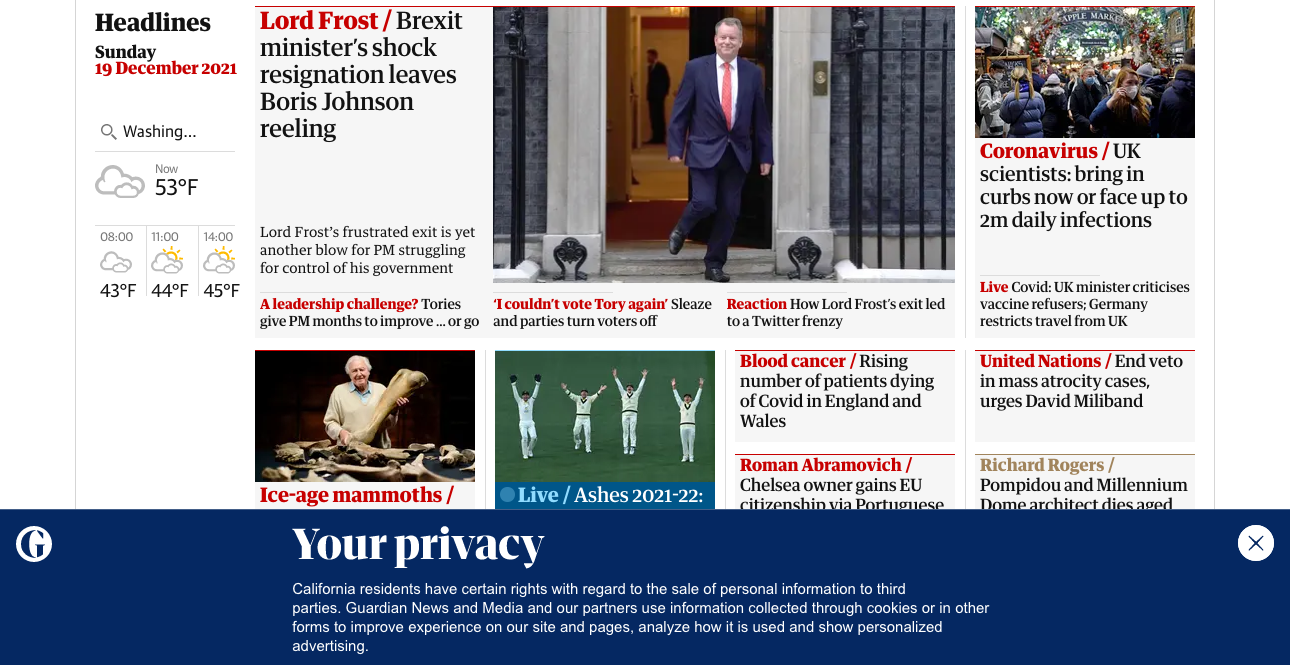 Headlines
Sunday
19 December 2021
Washing...
Now
53°F
08:00
11:00
14:00
43°F
44°F
45°F
Lord Frost / Brexit
minister’s shock
resignation leaves
Boris Johnson
reeling
Lord Frost’s frustrated exit is yet
another blow for PM struggling
for control of his government
A leadership challenge? Tories
give PM months to improve ... or go
‘I couldn’t vote Tory again’ Sleaze
and parties turn voters off
Reaction How Lord Frost’s exit led
to a Twitter frenzy
APPLE MARKET
Coronavirus / UK
scientists: bring in
curbs now or face up to
2m daily infections
Live Covid: UK minister criticises
vaccine refusers; Germany
restricts travel from UK
Ice-age mammoths /
Live / Ashes 2021-22:
Blood cancer / Rising
number of patients dying
of Covid in England and
Wales
Roman Abramovich /
Chelsea owner gains EU
citizenship via Portuguese
United Nations / End veto
in mass atrocity cases,
urges David Miliband
Richard Rogers /
Pompidou and Millennium
Dome architect dies aged
Your privacy
California residents have certain rights with regard to the sale of personal information to third
parties. Guardian News and Media and our partners use information collected through cookies or in other
forms to improve experience on our site and pages, analyze how it is used and show personalized
advertising.